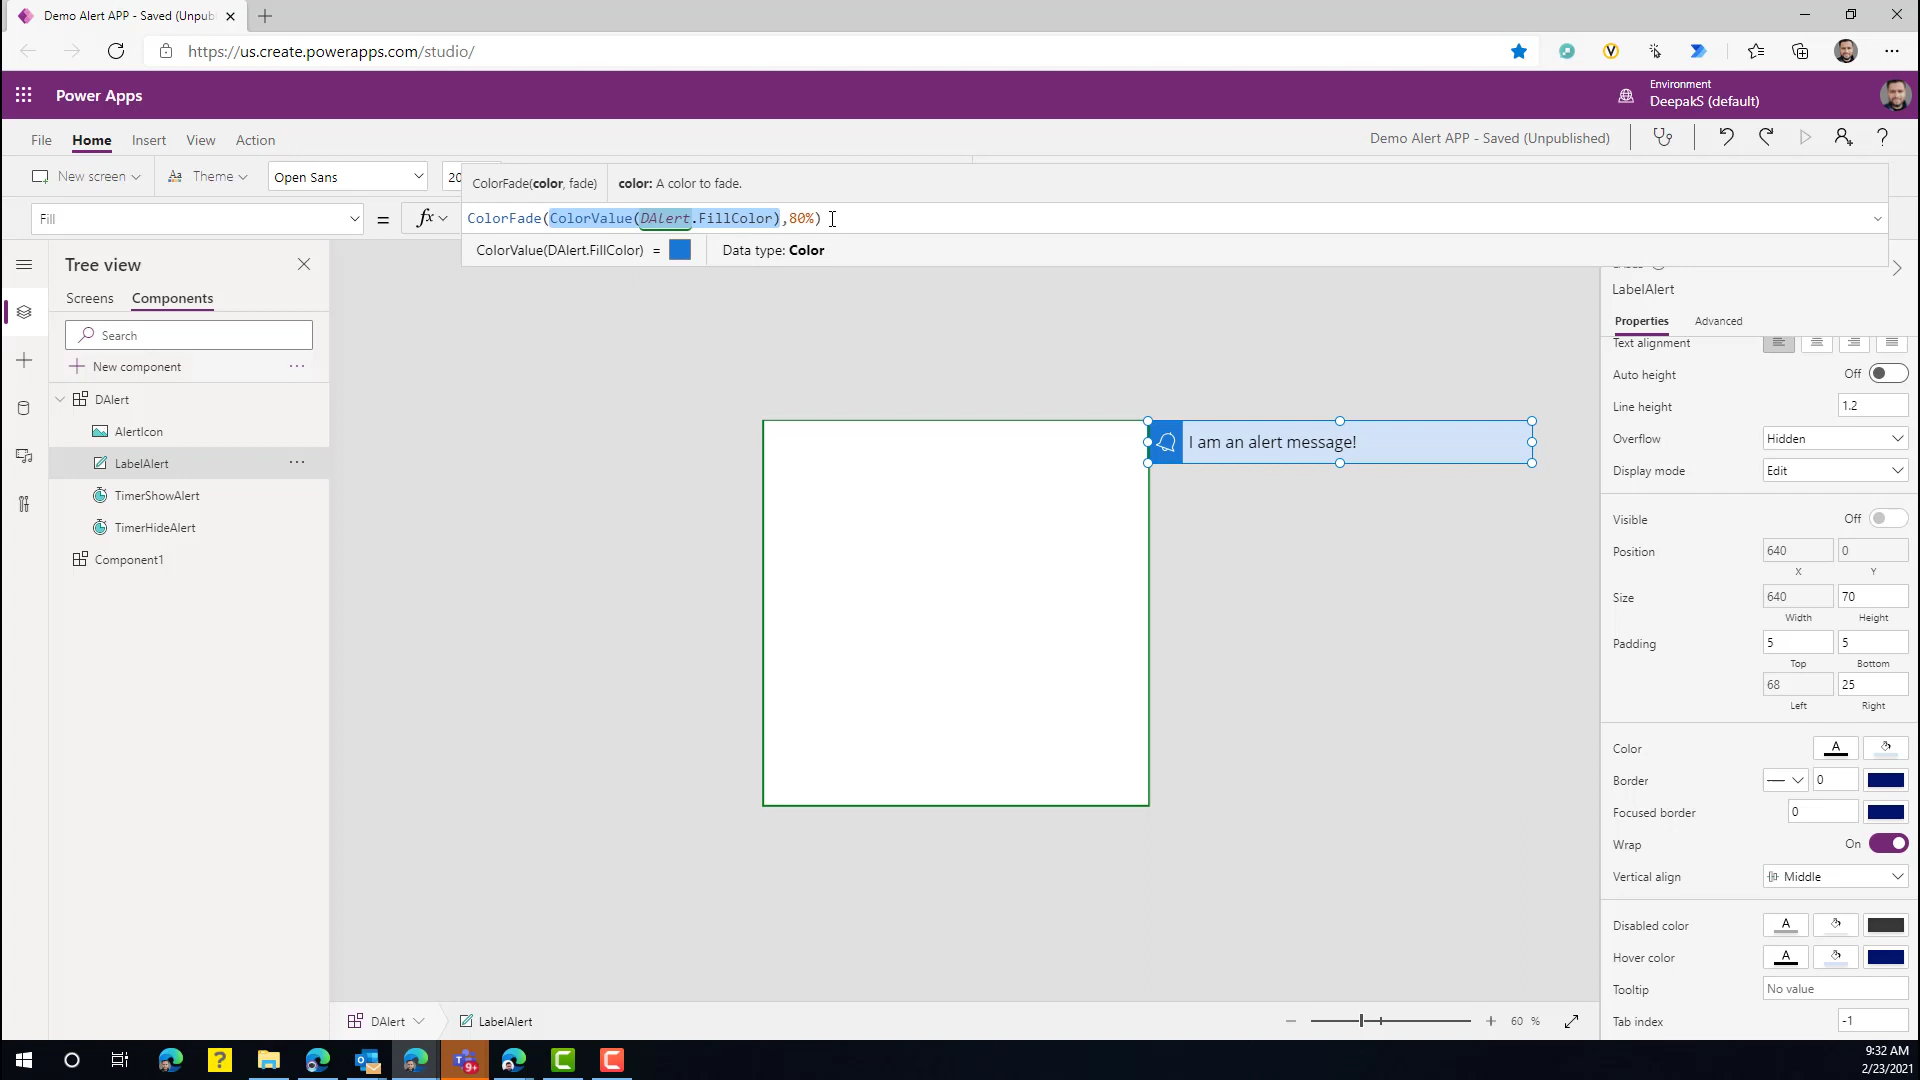 Demo Alert APP - Saved (Unpubl
https://us.create.powerapps.com/studio/
Power Apps
Environment
DeepakS (default)
File Home Insert View Action
Demo Alert APP - Saved (Unpublished)
New screen
Theme
Open Sans
20
ColorFade(color, fade)
color: A color to fade.
Fill
=
fx
ColorFade(ColorValue(DAlert.FillColor),80%)
ColorValue(DAlert.FillColor) =
Data type: Color
Tree view
Screens
Components
Search
New component
DAlert
AlertIcon
LabelAlert
TimerShowAlert
TimerHideAlert
Component1
I am an alert message!
LabelAlert
Properties
Advanced
Text alignment
Auto height
Off
Line height
1.2
Overflow
Hidden
Display mode
Edit
Visible
Off
Position
640
0
X
Y
Size
640
70
Width
Height
Padding
5
5
Top
Bottom
68
25
Left
Right
Color
A
Border
0
Focused border
0
Wrap
On
Vertical align
Middle
Disabled color
A
Hover color
A
Tooltip
No value
Tab index
-1
DAlert
LabelAlert
60 %
9+
9:32 AM
2/23/2021